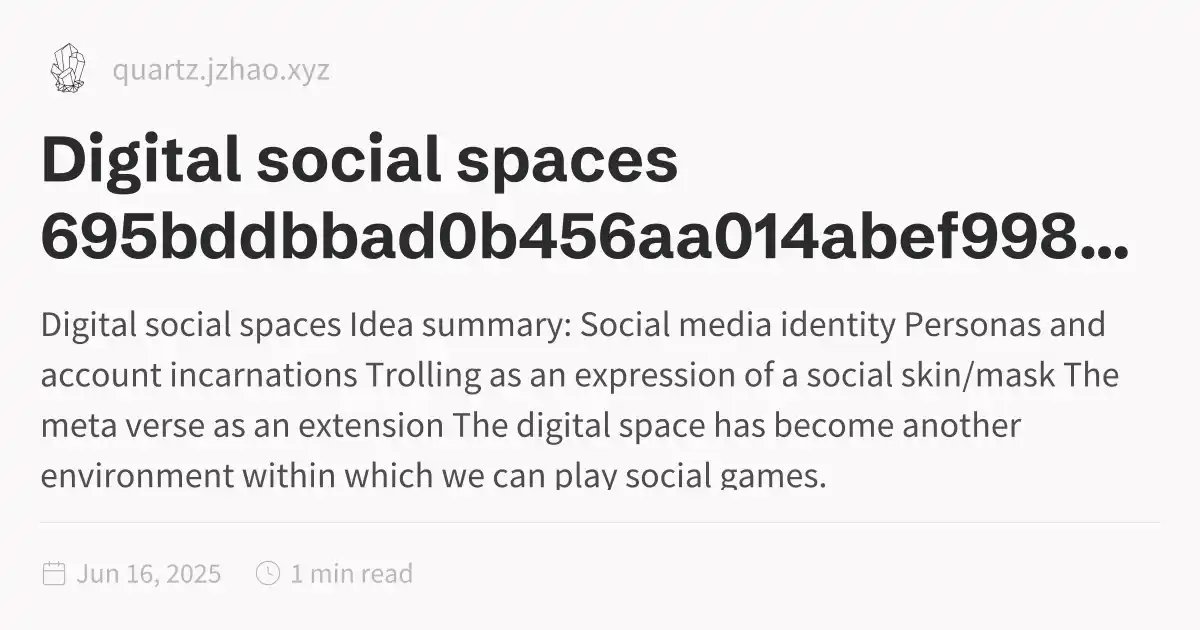 quartz.jzhao.xyz
Digital social spaces
695bddbbad0b456aa014abef998...
Digital social spaces Idea summary: Social media identity Personas and
account incarnations Trolling as an expression of a social skin/mask The
meta verse as an extension The digital space has become another
environment within which we can play social games.
Jun 16, 2025
1 min read